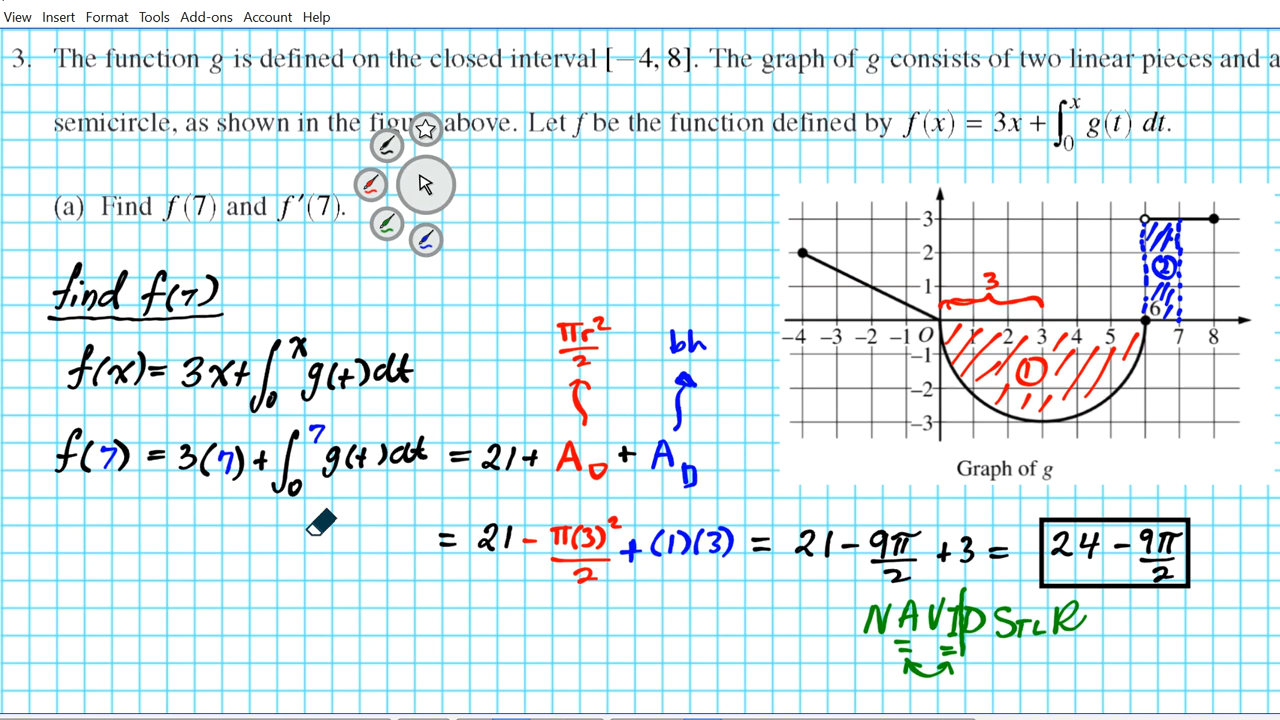 View Insert Format Tools Add-ons Account Help
3. The function g is defined on the closed interval [−4, 8]. The graph of g consists of two linear pieces and a
semicircle, as shown in the figure above. Let f be the function defined by f(x) = 3x + ∫₀ˣ g(t) dt.
(a) Find f(7) and f′(7).
find f(7)
f(x) = 3x + ∫₀ˣ g(t)dt
πr²/2
bh
f(7) = 3(7) + ∫₀⁷ g(t)dt = 21 + A + A
= 21 − π(3)²/2 + (1)(3) = 21 − 9π/2 + 3 = 24 − 9π/2
NAVID STLR
3
2
1
3
②
6
−4 −3 −2 −1 O 1 2 3 4 5 7 8
−1
①
−2
−3
Graph of g